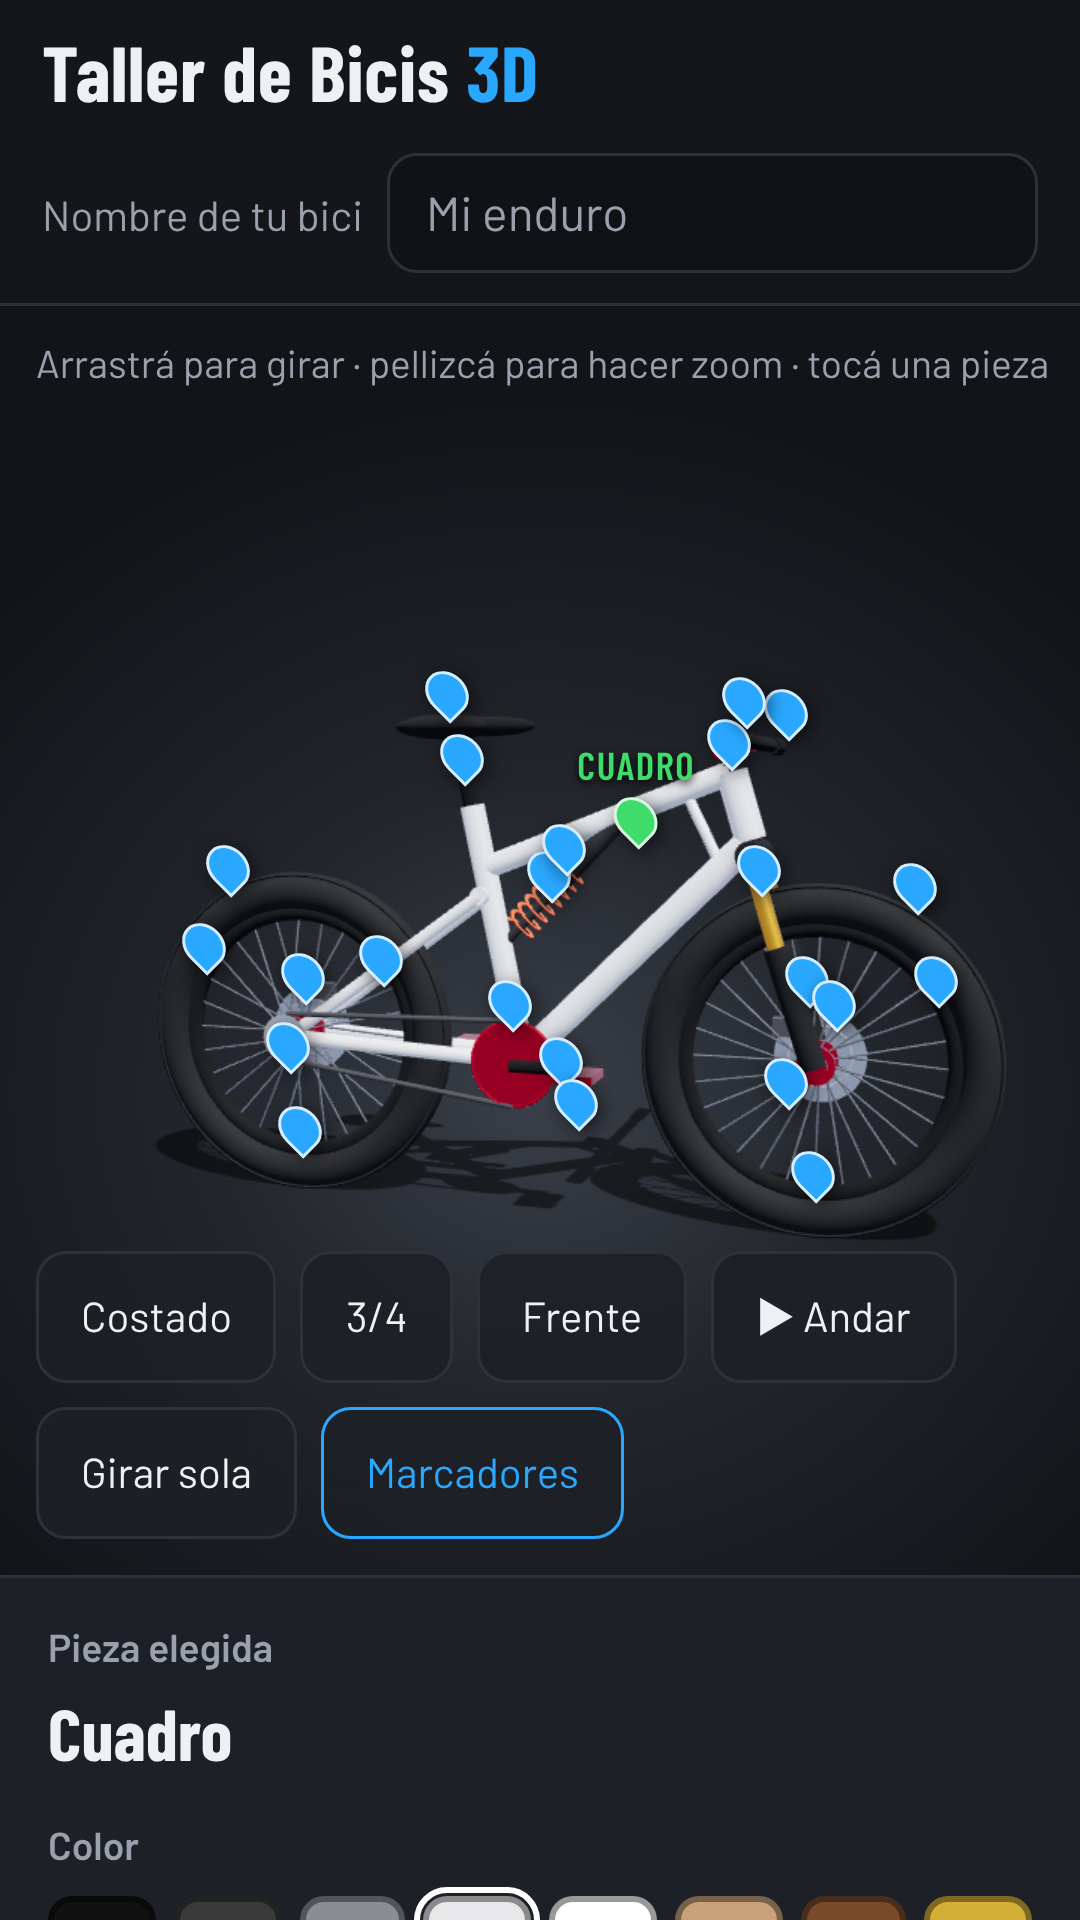 Taller de Bicis 3D
Nombre de tu bici
Mi enduro
Arrastrá para girar · pellizcá para hacer zoom · tocá una pieza
CUADRO
Costado
3/4
Frente
▶ Andar
Girar sola
Marcadores
Pieza elegida
Cuadro
Color